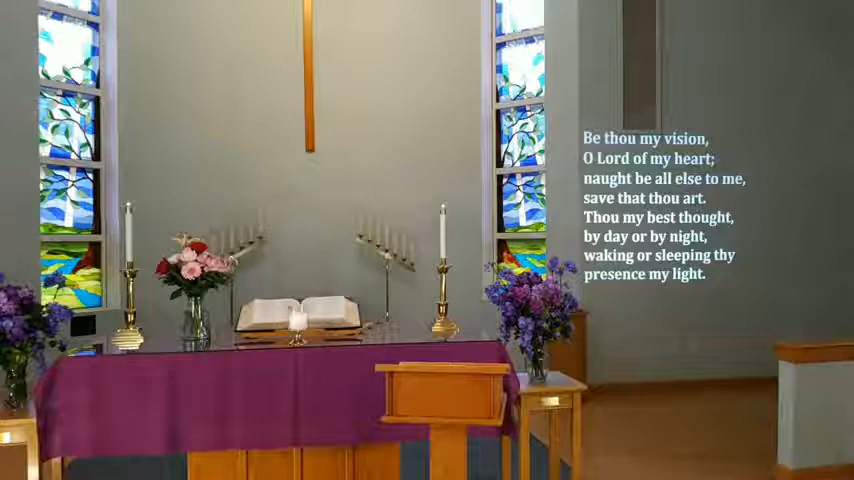 Be thou my vision,
O Lord of my heart;
naught be all else to me,
save that thou art.
Thou my best thought,
by day or by night,
waking or sleeping thy
presence my light.